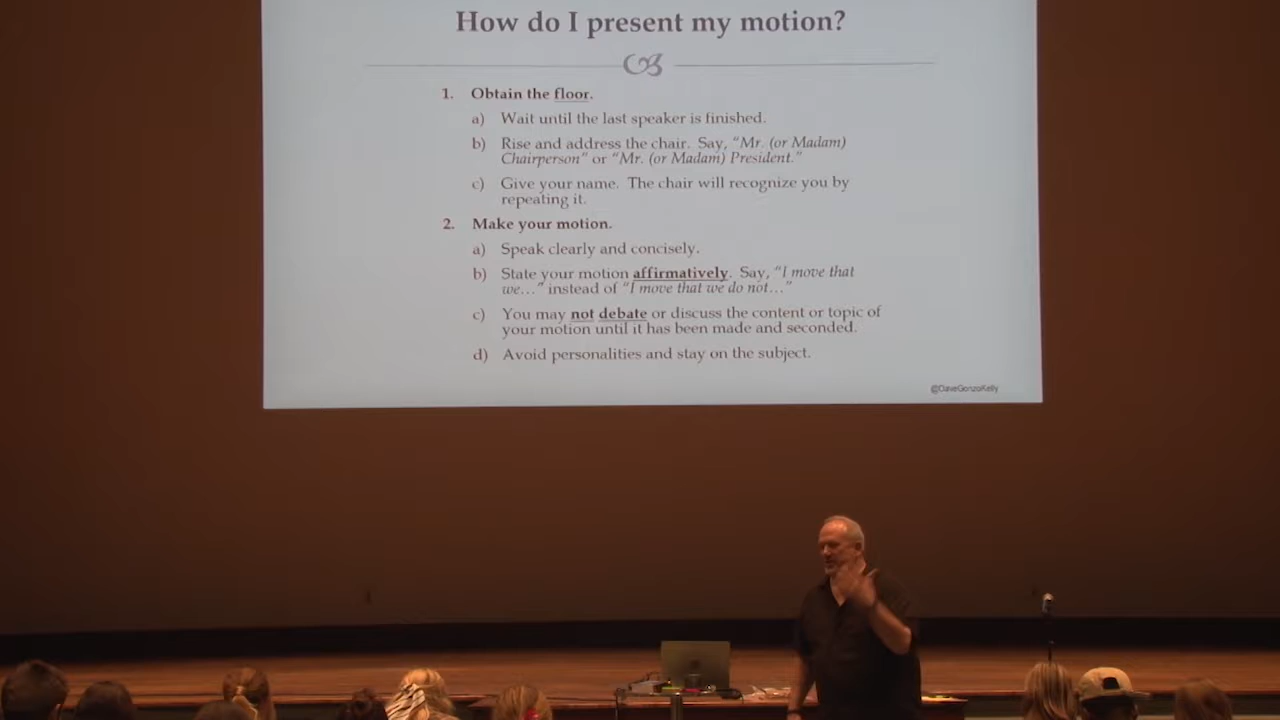 How do I present my motion?
1. Obtain the floor.
a) Wait until the last speaker is finished.
b) Rise and address the chair. Say, “Mr. (or Madam)
Chairperson” or “Mr. (or Madam) President.”
c) Give your name. The chair will recognize you by
repeating it.
2. Make your motion.
a) Speak clearly and concisely.
b) State your motion affirmatively. Say, “I move that
we…” instead of “I move that we do not…”
c) You may not debate or discuss the content or topic of
your motion until it has been made and seconded.
d) Avoid personalities and stay on the subject.
@DaveGonzoKelly